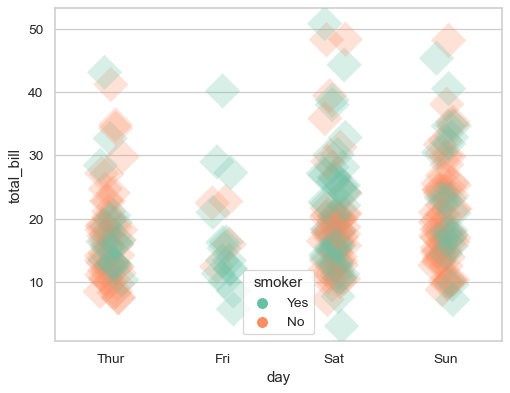 50
40
30
20
10
total_bill
smoker
Yes
No
Thur Fri Sat Sun
day